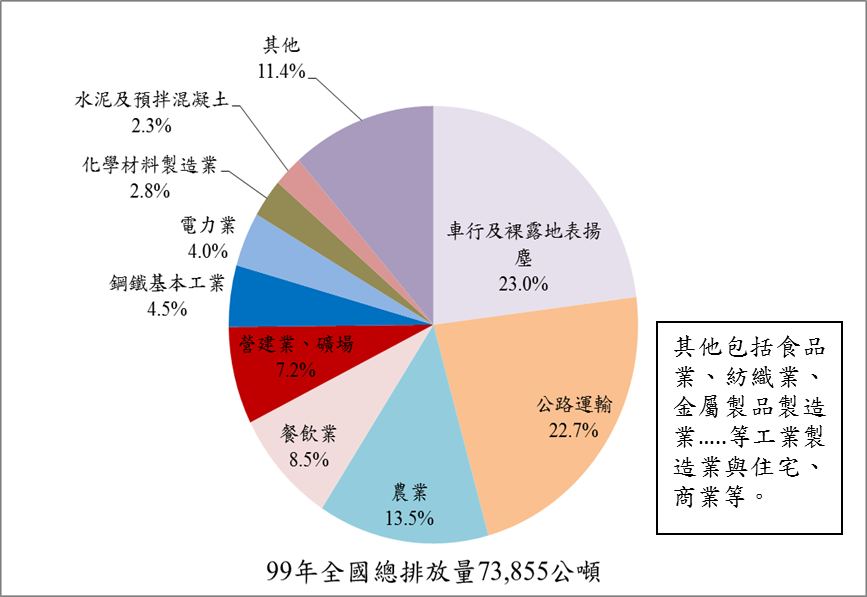 其他
11.4%
水泥及預拌混凝土
2.3%
化學材料製造業
2.8%
電力業
4.0%
鋼鐵基本工業
4.5%
營建業、礦場
7.2%
餐飲業
8.5%
農業
13.5%
公路運輸
22.7%
車行及裸露地表揚
塵
23.0%
其他包括食品
業、紡織業、
金屬製品製造
業.....等工業製
造業與住宅、
商業等。
99年全國總排放量73,855公噸